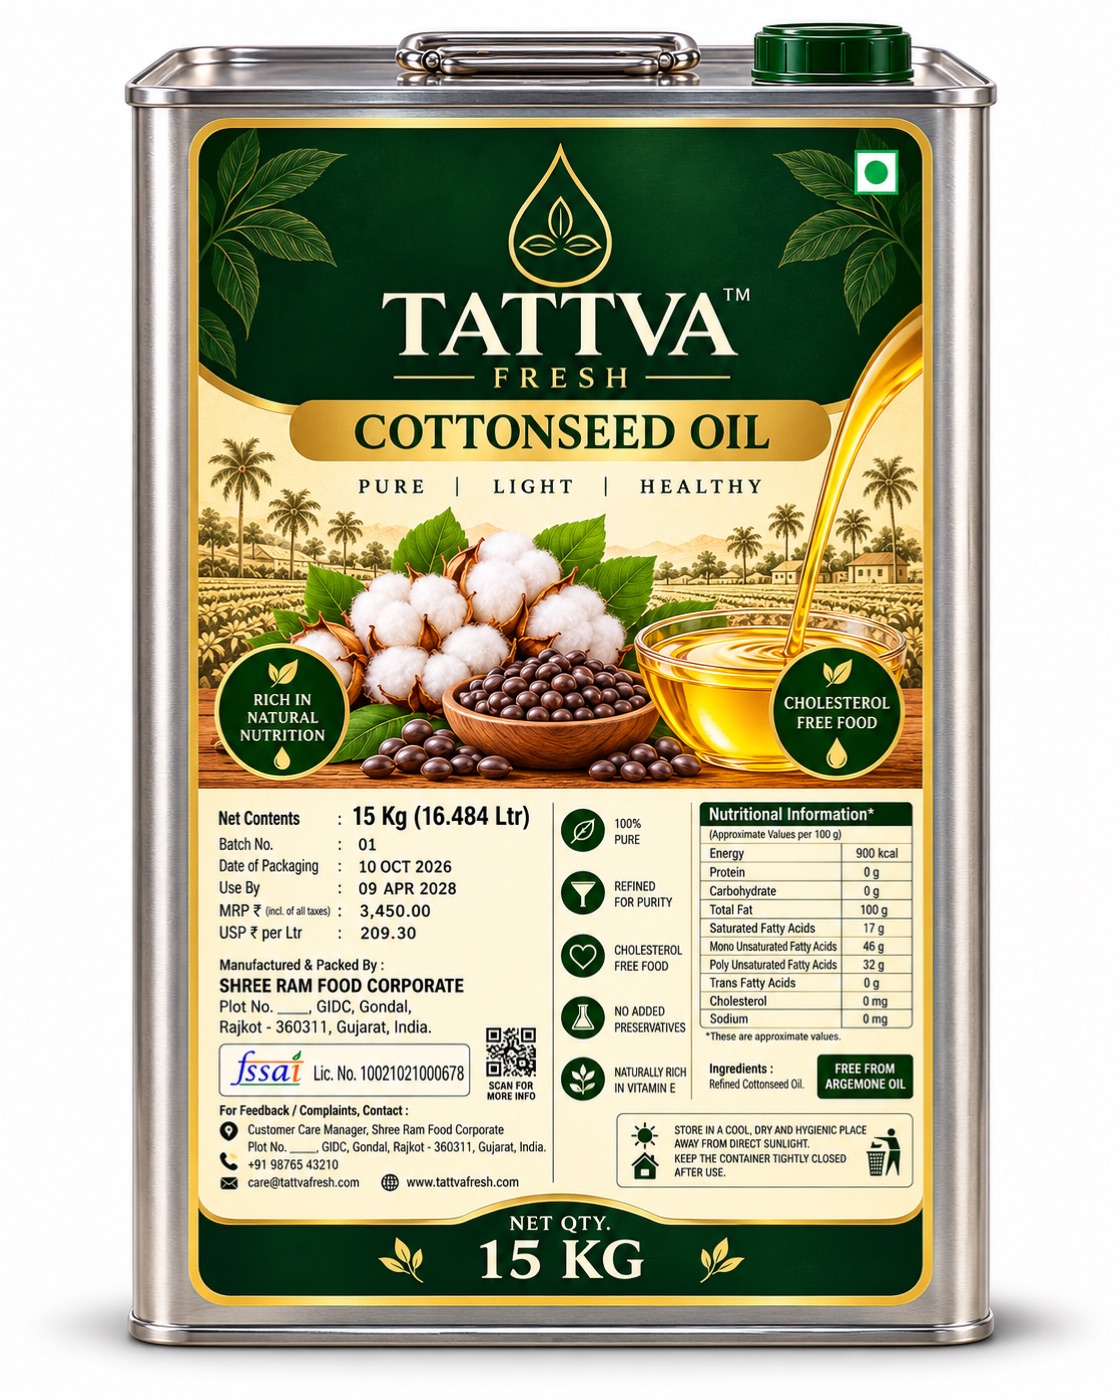 TATTVA™
FRESH
COTTONSEED OIL
PURE | LIGHT | HEALTHY
RICH IN
NATURAL
NUTRITION
CHOLESTEROL
FREE FOOD
Net Contents : 15 Kg (16.484 Ltr)
Batch No. : 01
Date of Packaging : 10 OCT 2026
Use By : 09 APR 2028
MRP ₹ (incl. of all taxes) : 3,450.00
USP ₹ per Ltr : 209.30
Manufactured & Packed By :
SHREE RAM FOOD CORPORATE
Plot No. ____, GIDC, Gondal,
Rajkot - 360311, Gujarat, India.
fssai Lic. No. 10021021000678
SCAN FOR
MORE INFO
For Feedback / Complaints, Contact :
Customer Care Manager, Shree Ram Food Corporate
Plot No. ____, GIDC, Gondal, Rajkot - 360311, Gujarat, India.
+91 98765 43210
care@tattvafresh.com www.tattvafresh.com
100%
PURE
REFINED
FOR PURITY
CHOLESTEROL
FREE FOOD
NO ADDED
PRESERVATIVES
NATURALLY RICH
IN VITAMIN E
Nutritional Information*
(Approximate Values per 100 g)
Energy 900 kcal
Protein 0 g
Carbohydrate 0 g
Total Fat 100 g
Saturated Fatty Acids 17 g
Mono Unsaturated Fatty Acids 46 g
Poly Unsaturated Fatty Acids 32 g
Trans Fatty Acids 0 g
Cholesterol 0 mg
Sodium 0 mg
*These are approximate values.
Ingredients :
Refined Cottonseed Oil.
FREE FROM
ARGEMONE OIL
STORE IN A COOL, DRY AND HYGIENIC PLACE
AWAY FROM DIRECT SUNLIGHT.
KEEP THE CONTAINER TIGHTLY CLOSED
AFTER USE.
NET QTY.
15 KG